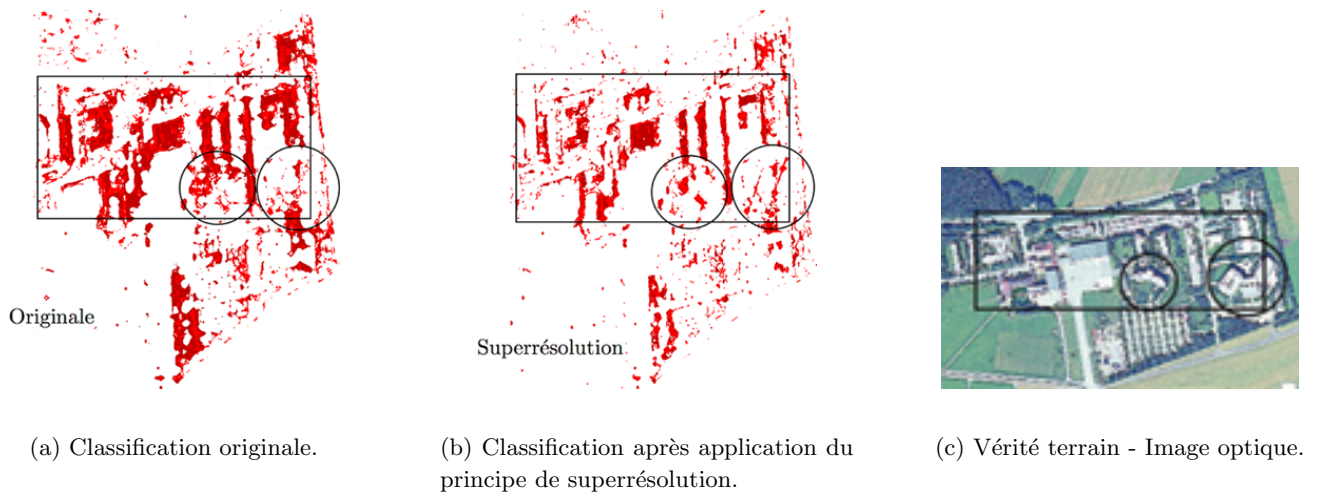 Originale
Superrésolution
(a) Classification originale.
(b) Classification après application du
principe de superrésolution.
(c) Vérité terrain - Image optique.